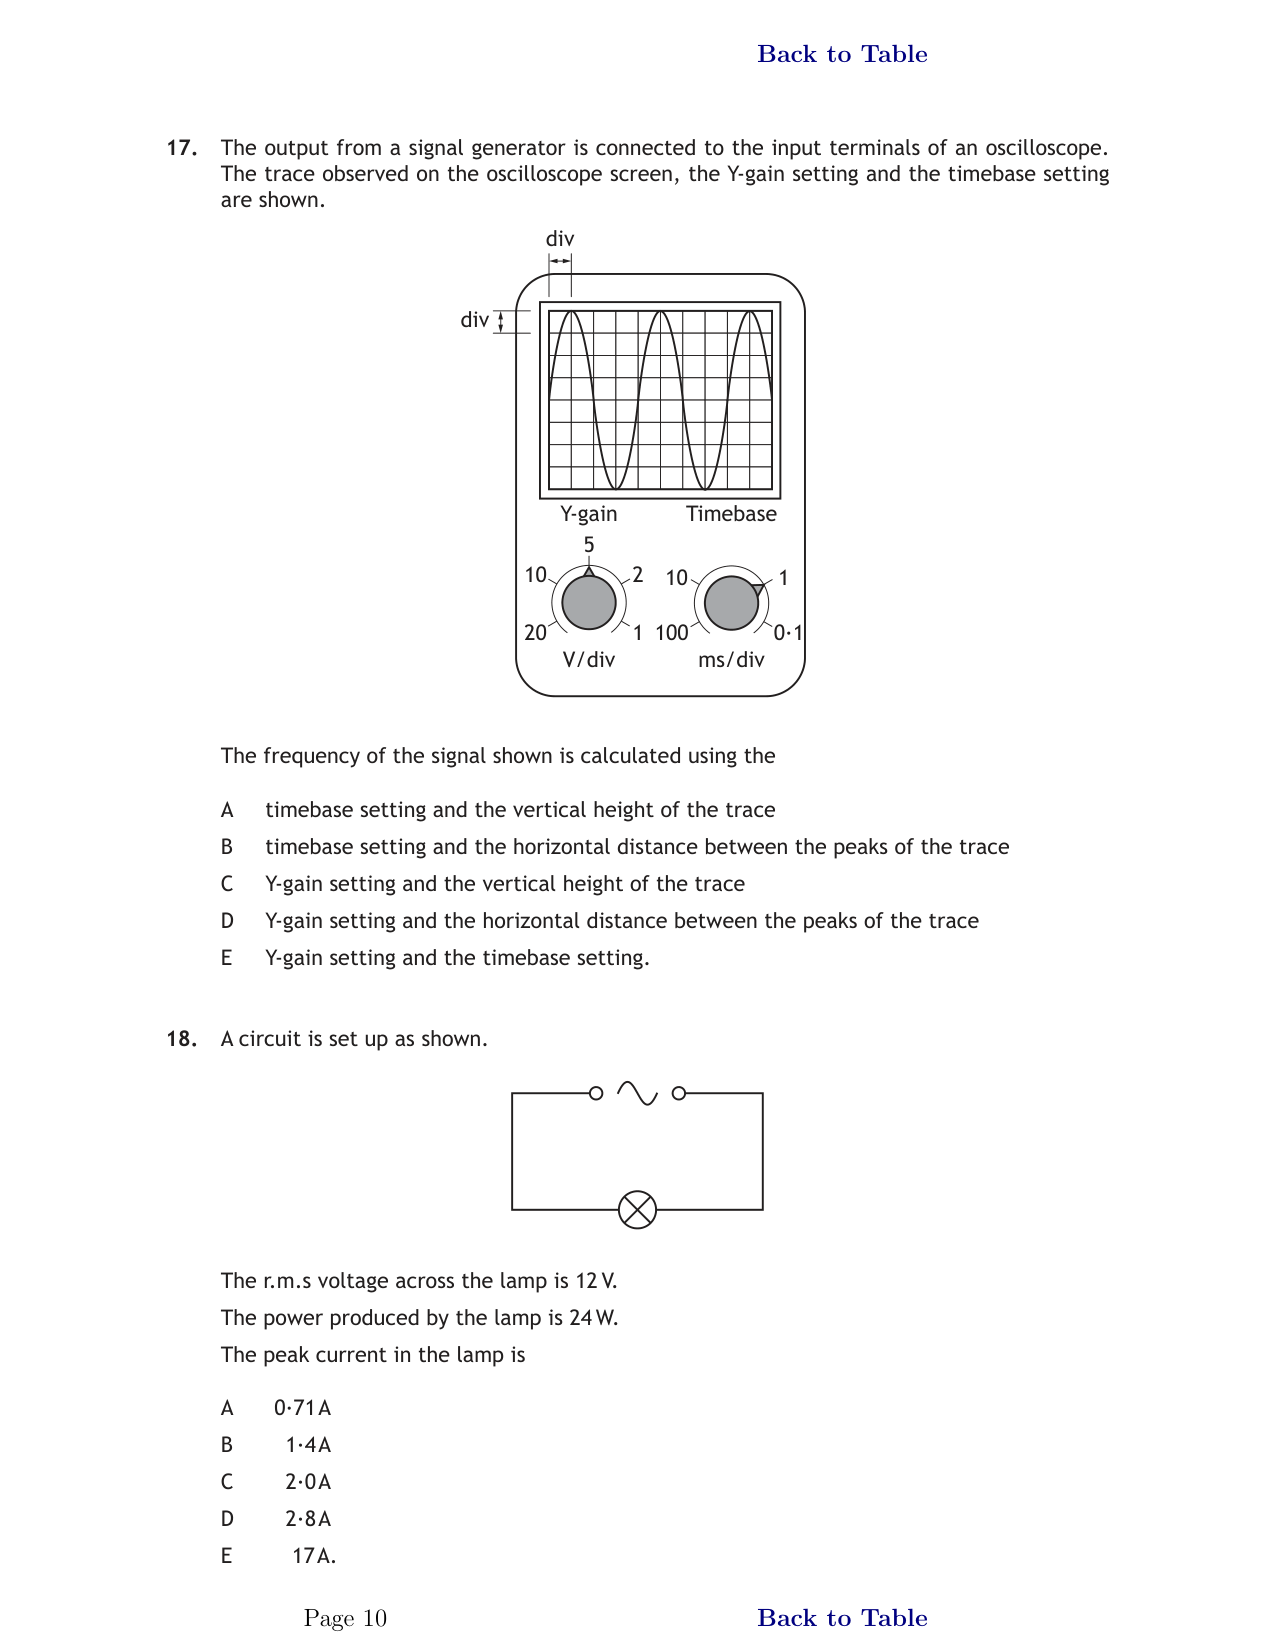 Back to Table
17. The output from a signal generator is connected to the input terminals of an oscilloscope.
The trace observed on the oscilloscope screen, the Y-gain setting and the timebase setting
are shown.
div
div
Y-gain Timebase
5
10 2 10 1
20 1 100 0·1
V/div ms/div
The frequency of the signal shown is calculated using the
A timebase setting and the vertical height of the trace
B timebase setting and the horizontal distance between the peaks of the trace
C Y-gain setting and the vertical height of the trace
D Y-gain setting and the horizontal distance between the peaks of the trace
E Y-gain setting and the timebase setting.
18. A circuit is set up as shown.
The r.m.s voltage across the lamp is 12 V.
The power produced by the lamp is 24 W.
The peak current in the lamp is
A 0·71 A
B 1·4 A
C 2·0 A
D 2·8 A
E 17 A.
Page 10 Back to Table